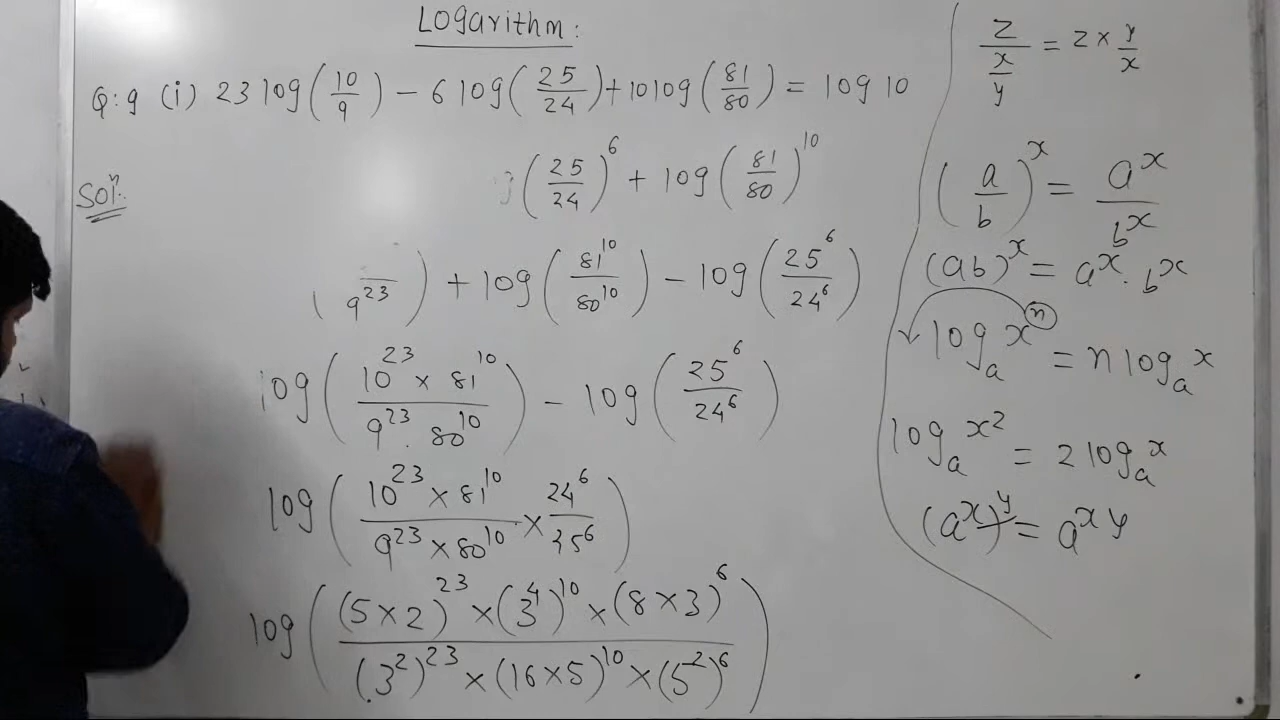 Logarithm:
Q:9 (i) 23 log(10/9) - 6 log(25/24) + 10 log(81/80) = log 10
Solⁿ:
(25/24)^6 + log(81/80)^10
( /9^23) + log(81^10/80^10) - log(25^6/24^6)
log(10^23 × 81^10 / 9^23 . 80^10) - log(25^6/24^6)
log(10^23 × 81^10 / 9^23 × 80^10 × 24^6/25^6)
log((5×2)^23 × (3^4)^10 × (8×3)^6 / (3^2)^23 × (16×5)^10 × (5^2)^6)
z/(x/y) = z × y/x
(a/b)^x = a^x/b^x
(ab)^x = a^x . b^x
log_a x^n = n log_a x
log_a x^2 = 2 log_a x
(a^x)^y = a^xy